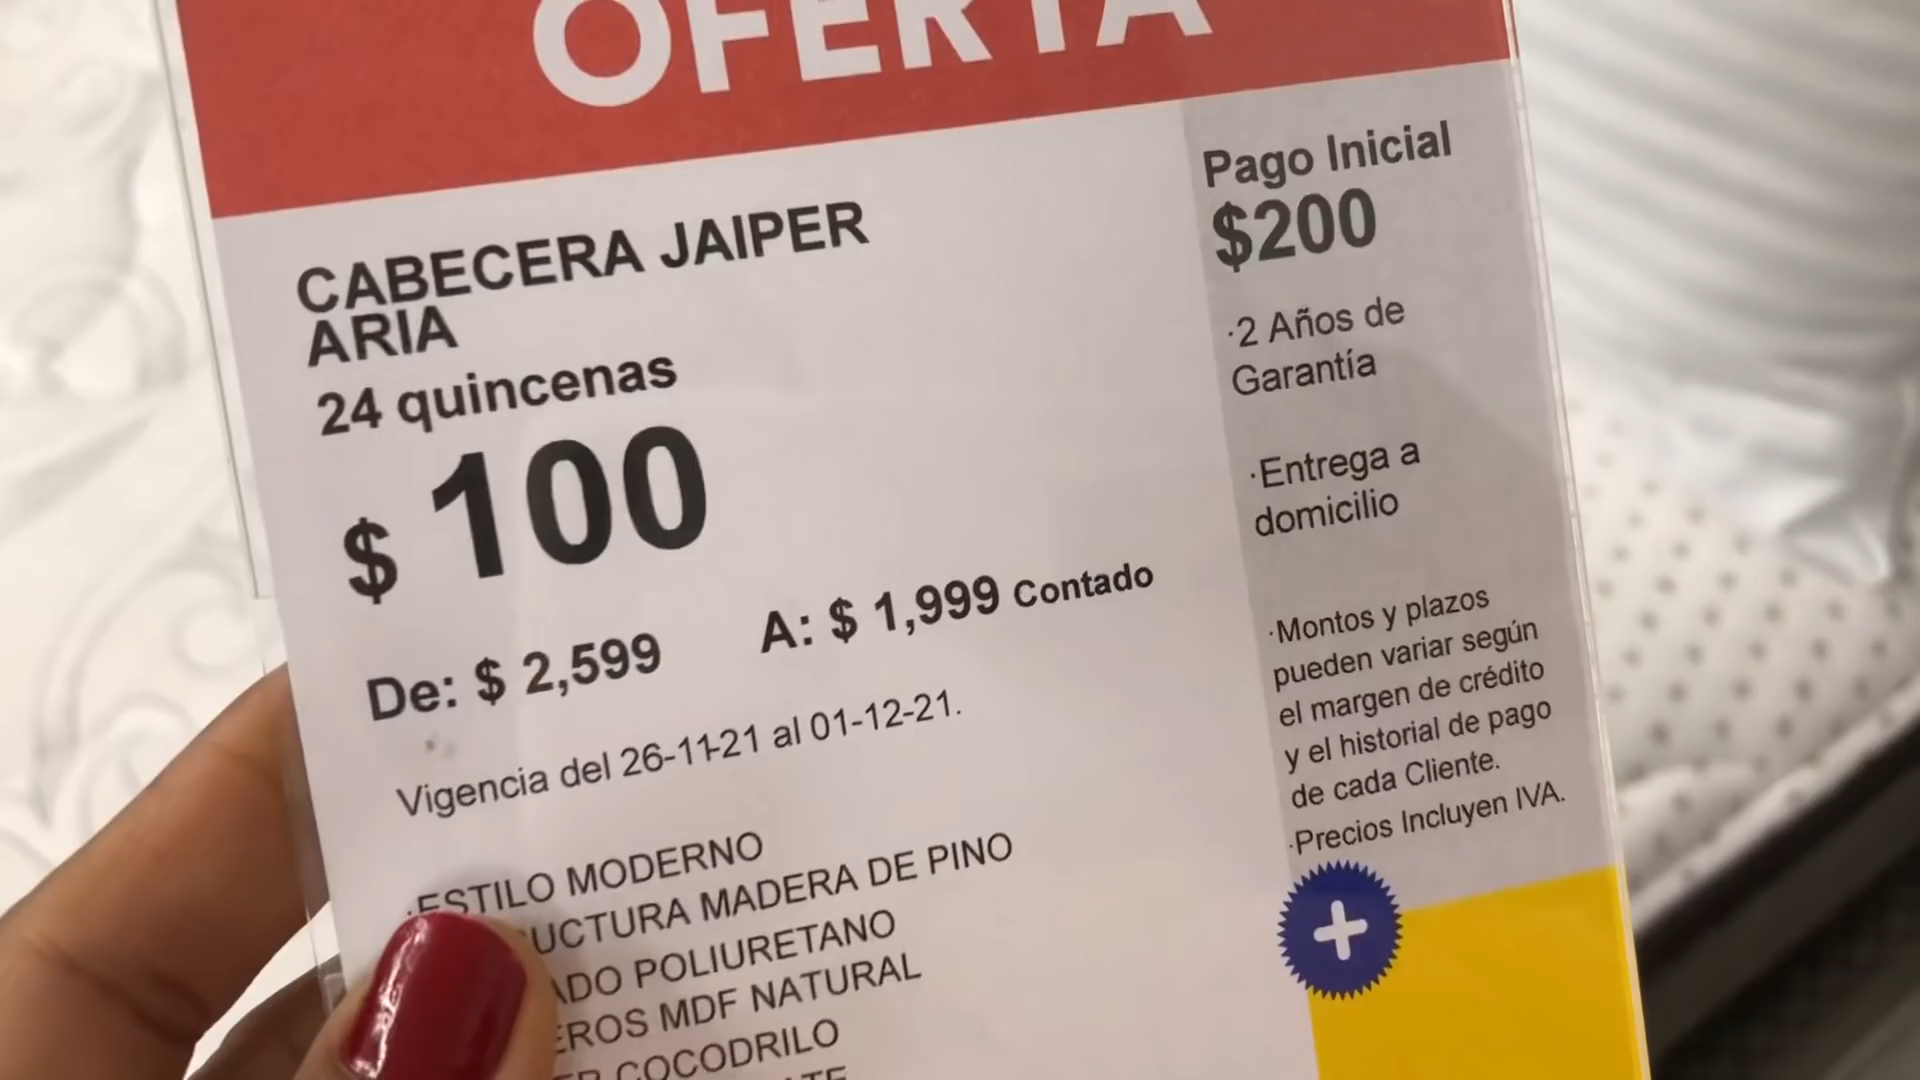 OFERTA
CABECERA JAIPER
ARIA
24 quincenas
$ 100
De: $ 2,599 A: $ 1,999 Contado
Vigencia del 26-11-21 al 01-12-21.
·ESTILO MODERNO
MADERA DE PINO
POLIURETANO
MDF NATURAL
COCODRILO
Pago Inicial
$200
·2 Años de
Garantía
·Entrega a
domicilio
·Montos y plazos
pueden variar según
el margen de crédito
y el historial de pago
de cada Cliente.
·Precios Incluyen IVA.